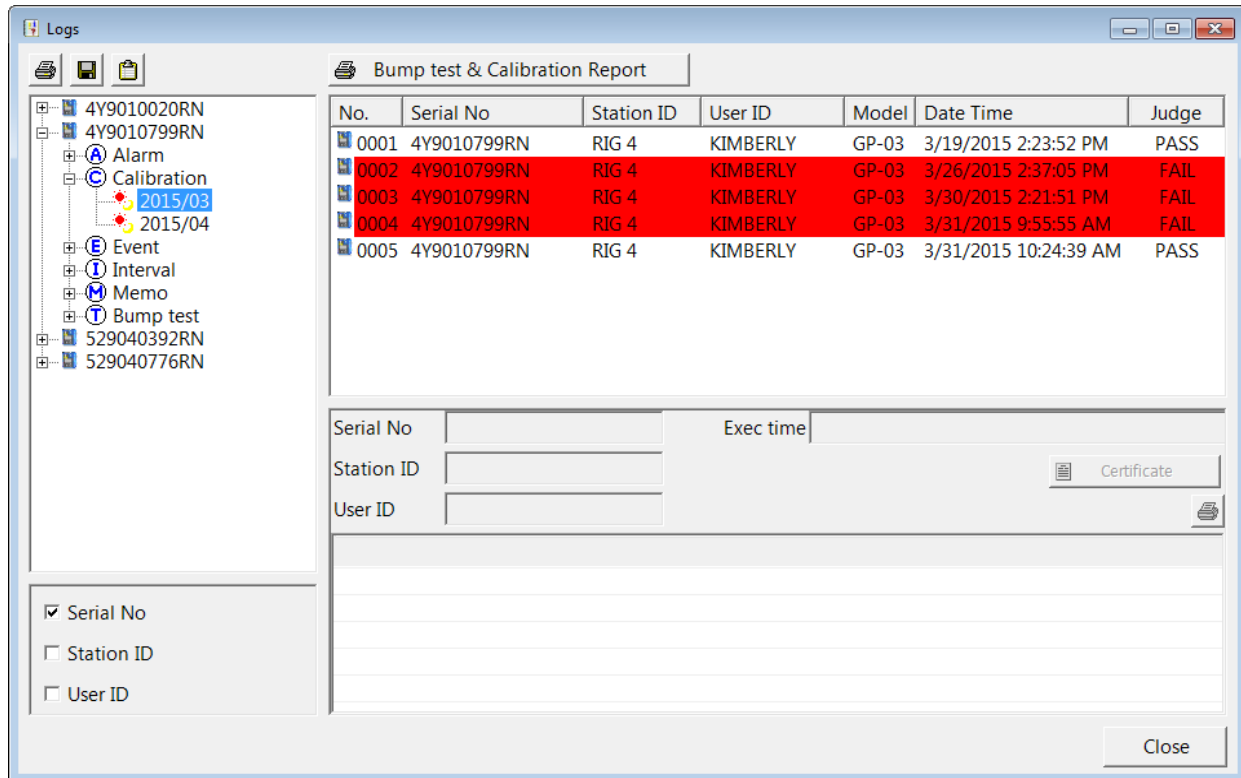 Logs
Bump test & Calibration Report
4Y9010020RN
4Y9010799RN
A Alarm
C Calibration
2015/03
2015/04
E Event
I Interval
M Memo
T Bump test
529040392RN
529040776RN
Serial No
Station ID
User ID
No. Serial No Station ID User ID Model Date Time Judge
0001 4Y9010799RN RIG 4 KIMBERLY GP-03 3/19/2015 2:23:52 PM PASS
0002 4Y9010799RN RIG 4 KIMBERLY GP-03 3/26/2015 2:37:05 PM FAIL
0003 4Y9010799RN RIG 4 KIMBERLY GP-03 3/30/2015 2:21:51 PM FAIL
0004 4Y9010799RN RIG 4 KIMBERLY GP-03 3/31/2015 9:55:55 AM FAIL
0005 4Y9010799RN RIG 4 KIMBERLY GP-03 3/31/2015 10:24:39 AM PASS
Serial No Exec time
Station ID Certificate
User ID
Close